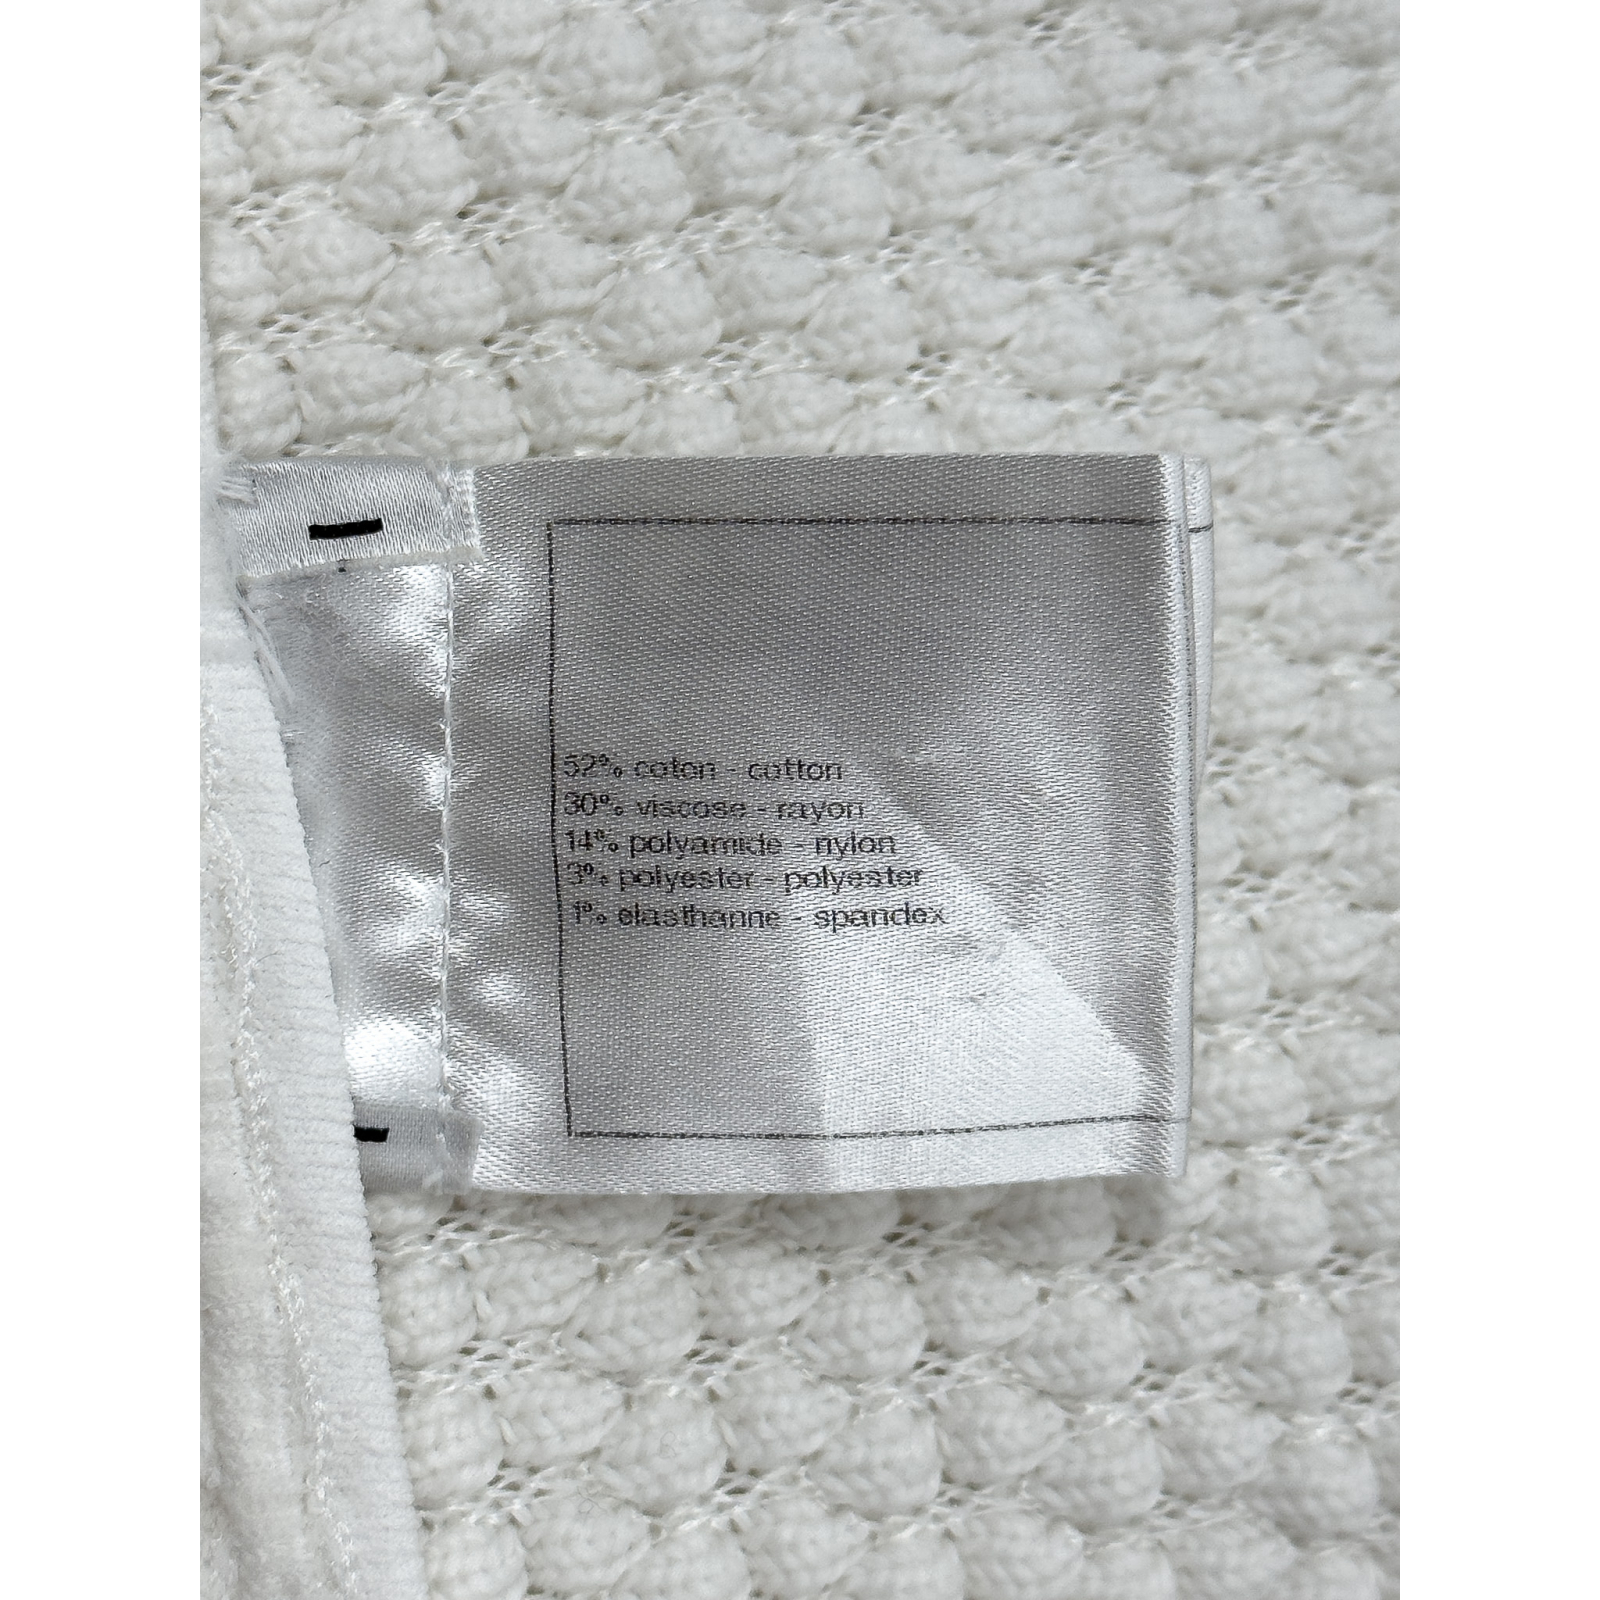 52% coton - cotton
30% viscose - rayon
14% polyamide - nylon
3% polyester - polyester
1% elasthanne - spandex